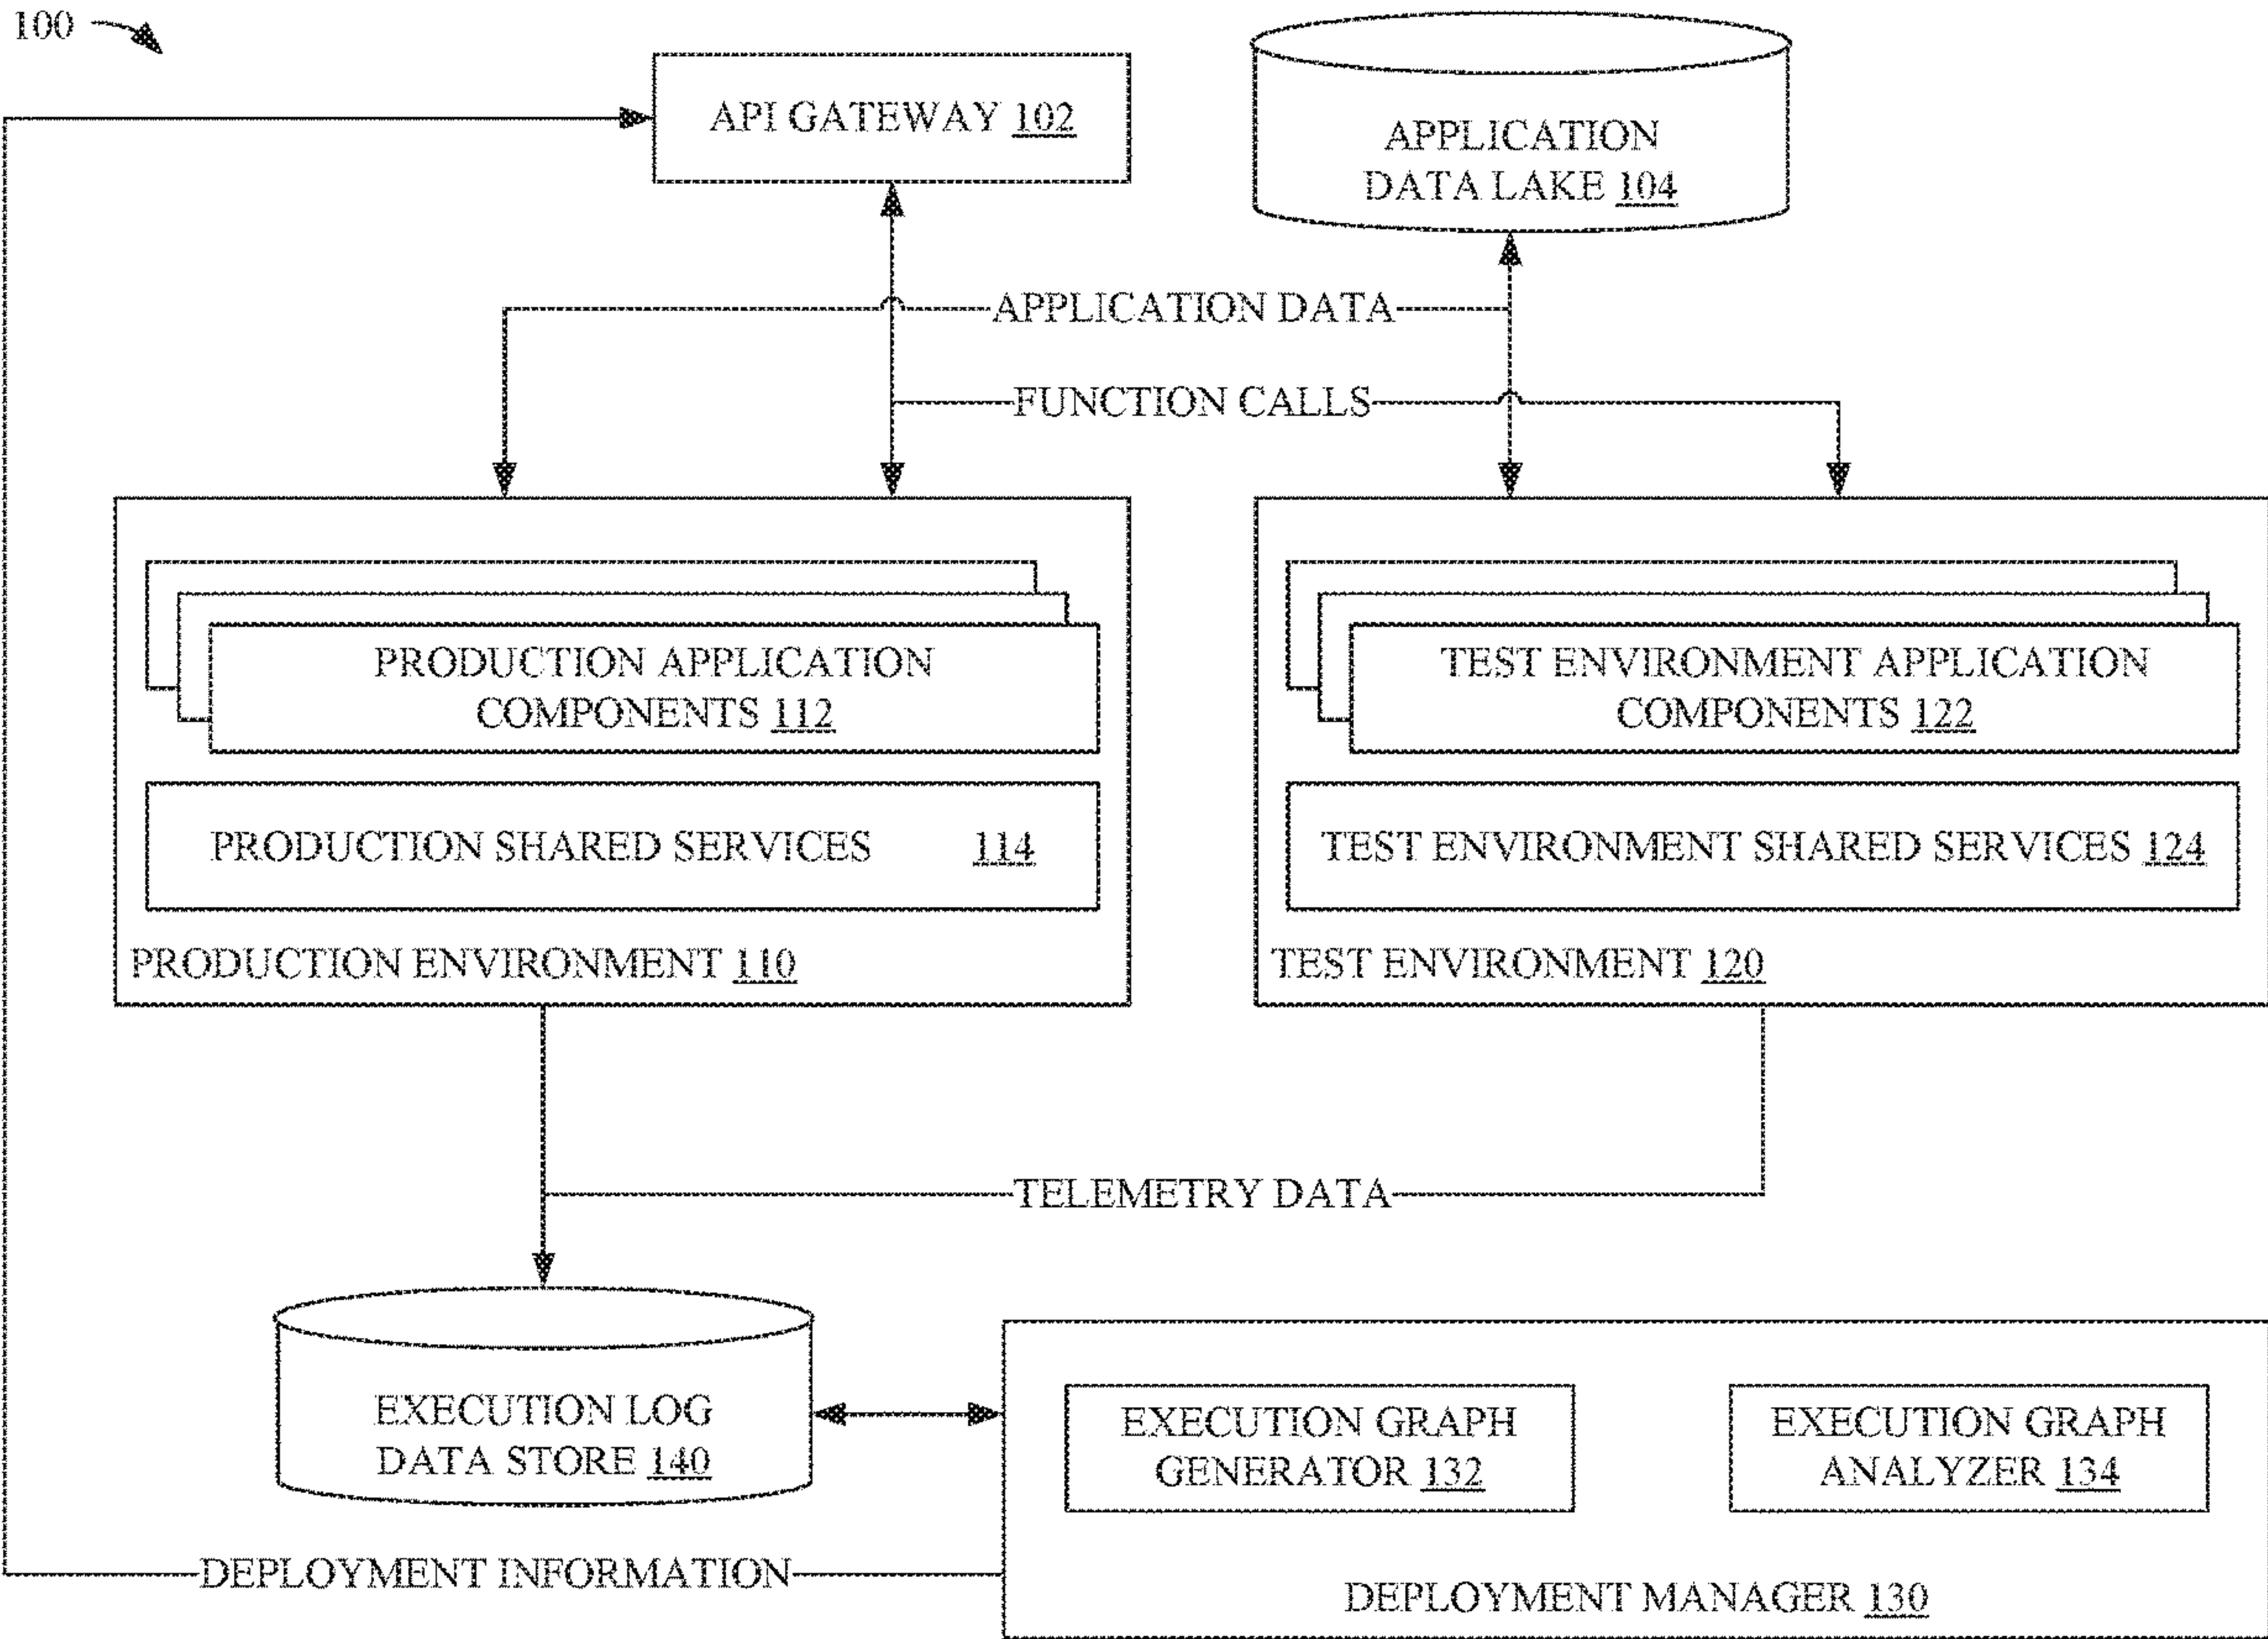 100
API GATEWAY 102
APPLICATION
DATA LAKE 104
APPLICATION DATA
FUNCTION CALLS
PRODUCTION APPLICATION
COMPONENTS 112
PRODUCTION SHARED SERVICES 114
PRODUCTION ENVIRONMENT 110
TEST ENVIRONMENT APPLICATION
COMPONENTS 122
TEST ENVIRONMENT SHARED SERVICES 124
TEST ENVIRONMENT 120
TELEMETRY DATA
EXECUTION LOG
DATA STORE 140
EXECUTION GRAPH
GENERATOR 132
EXECUTION GRAPH
ANALYZER 134
DEPLOYMENT INFORMATION
DEPLOYMENT MANAGER 130